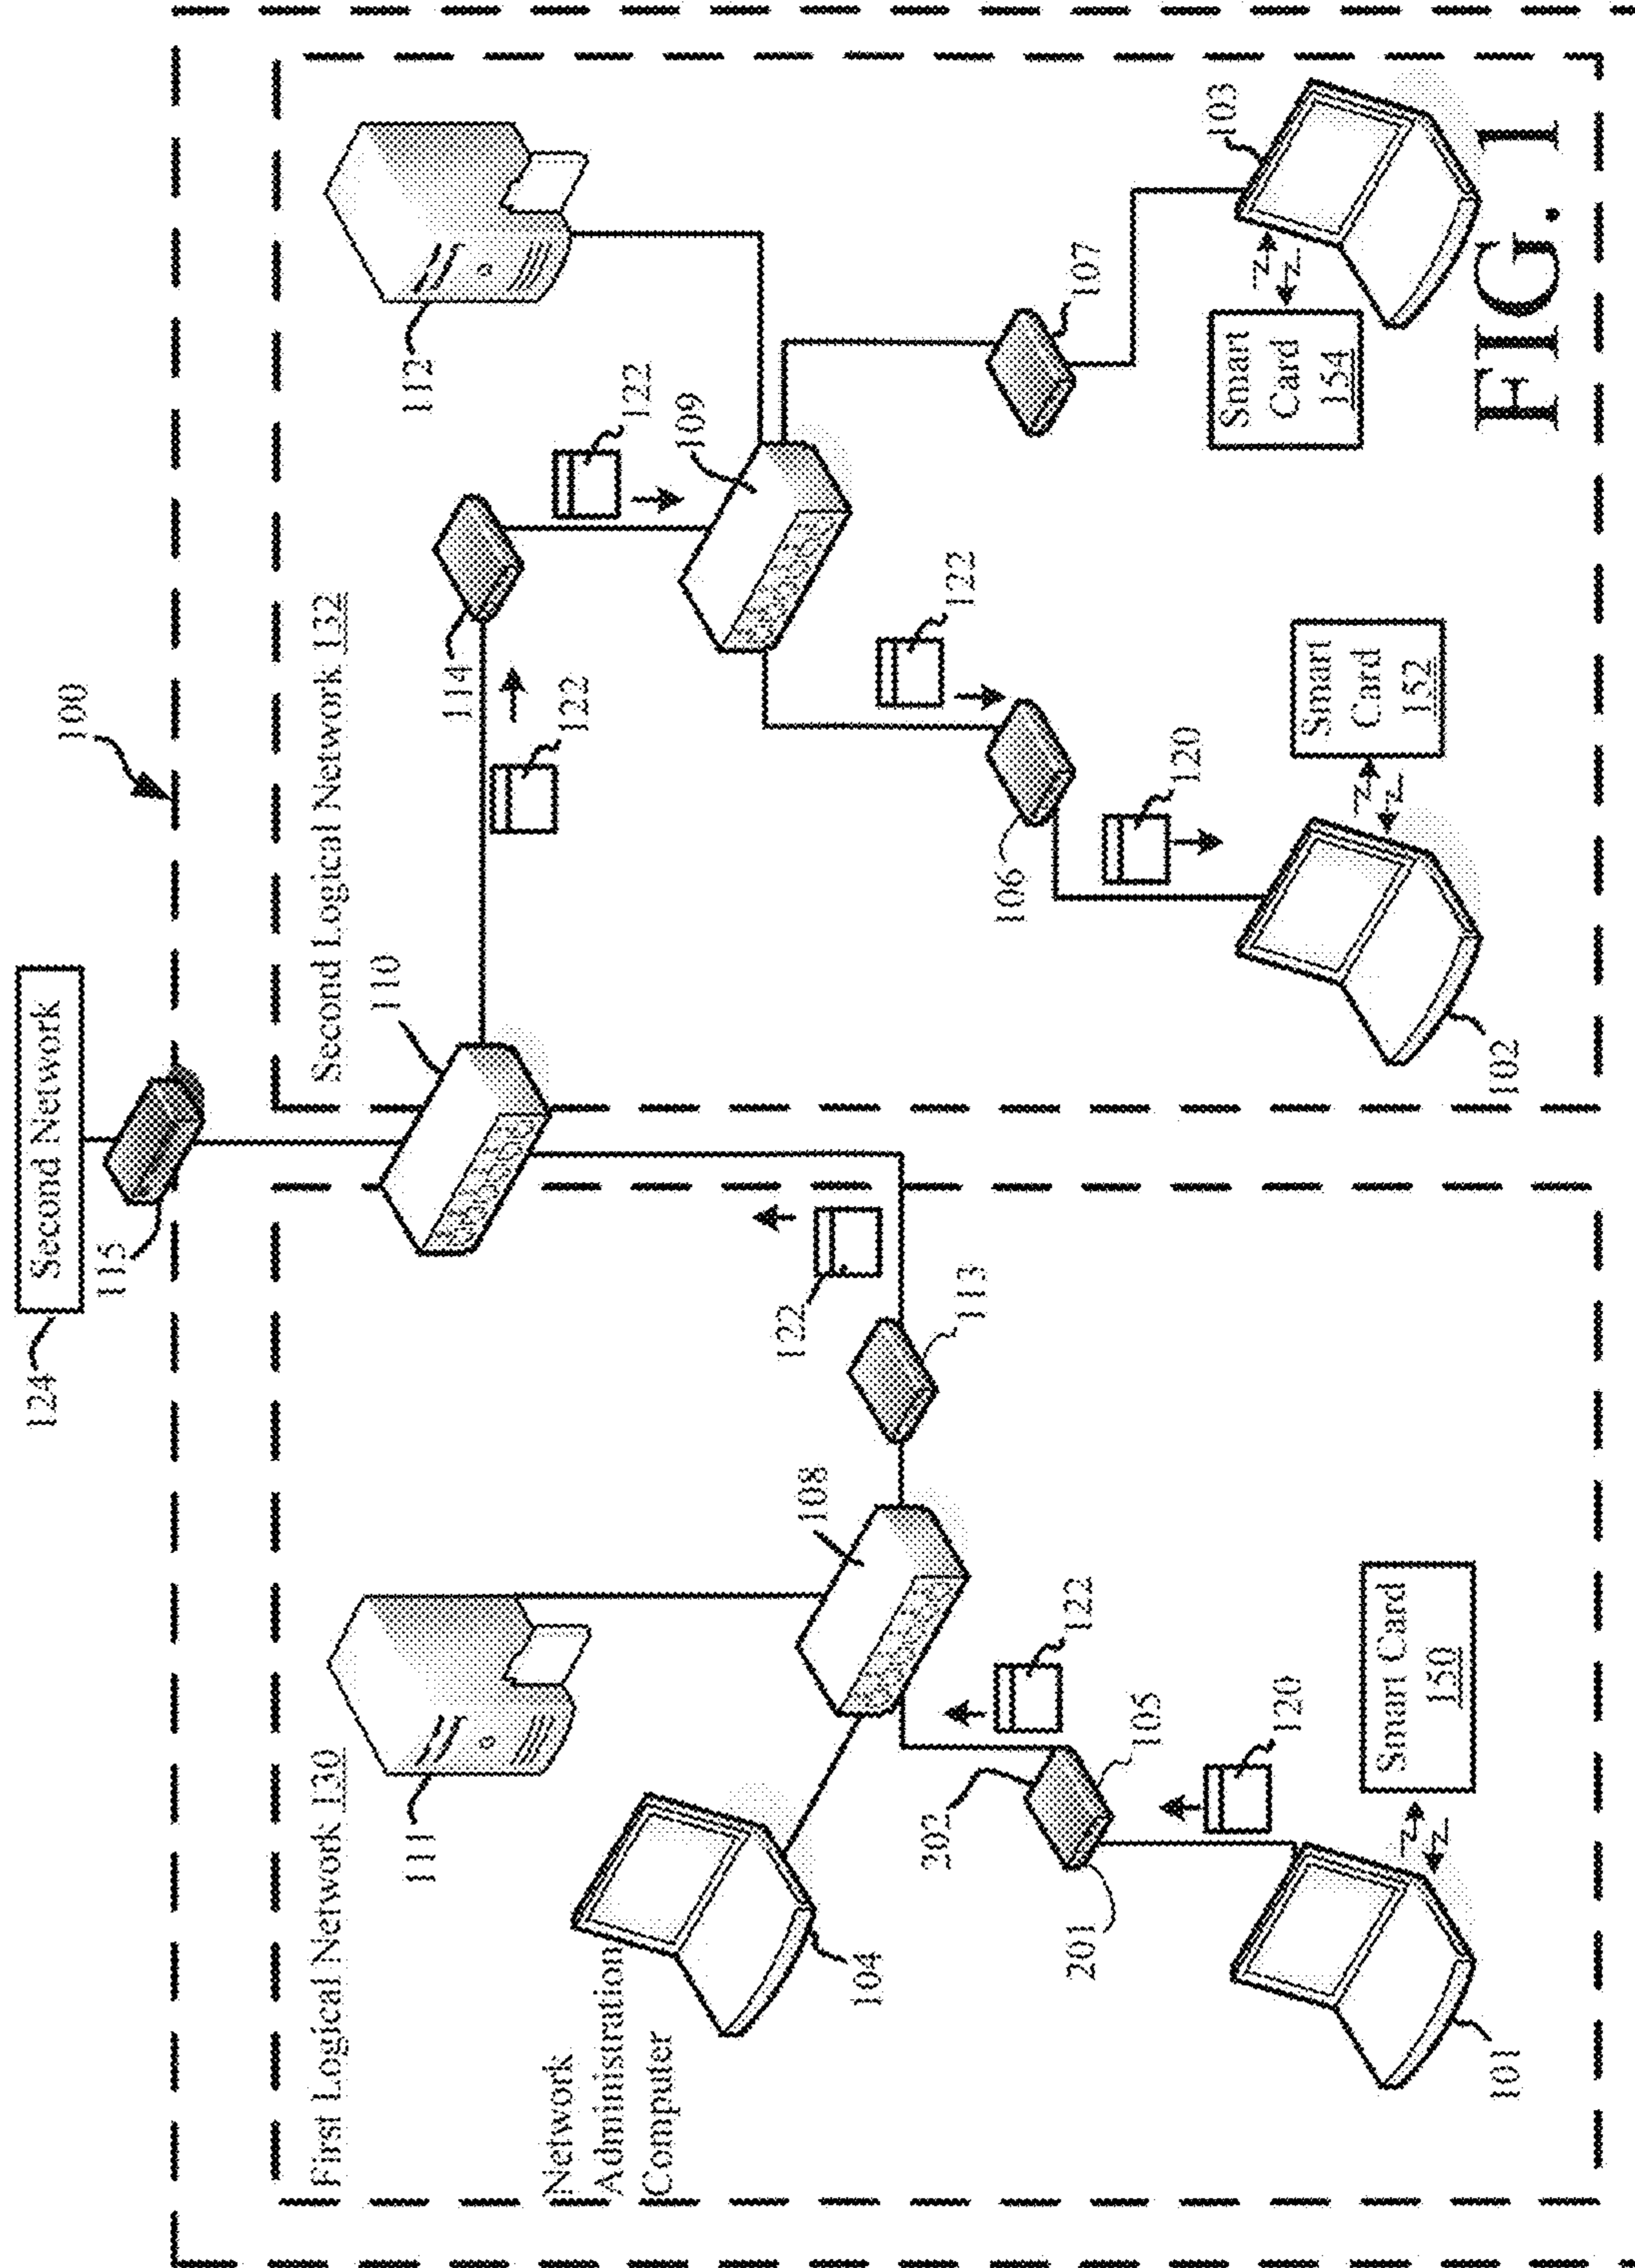 124
Second Network
115
100
First Logical Network 130
Second Logical Network 132
110
111
112
Network
Administration
Computer
104
108
113
122
122
114
122
109
122
122
202
105
201
120
106
120
107
103
101
Smart Card
150
102
Smart
Card
152
Smart
Card
154
FIG. 1